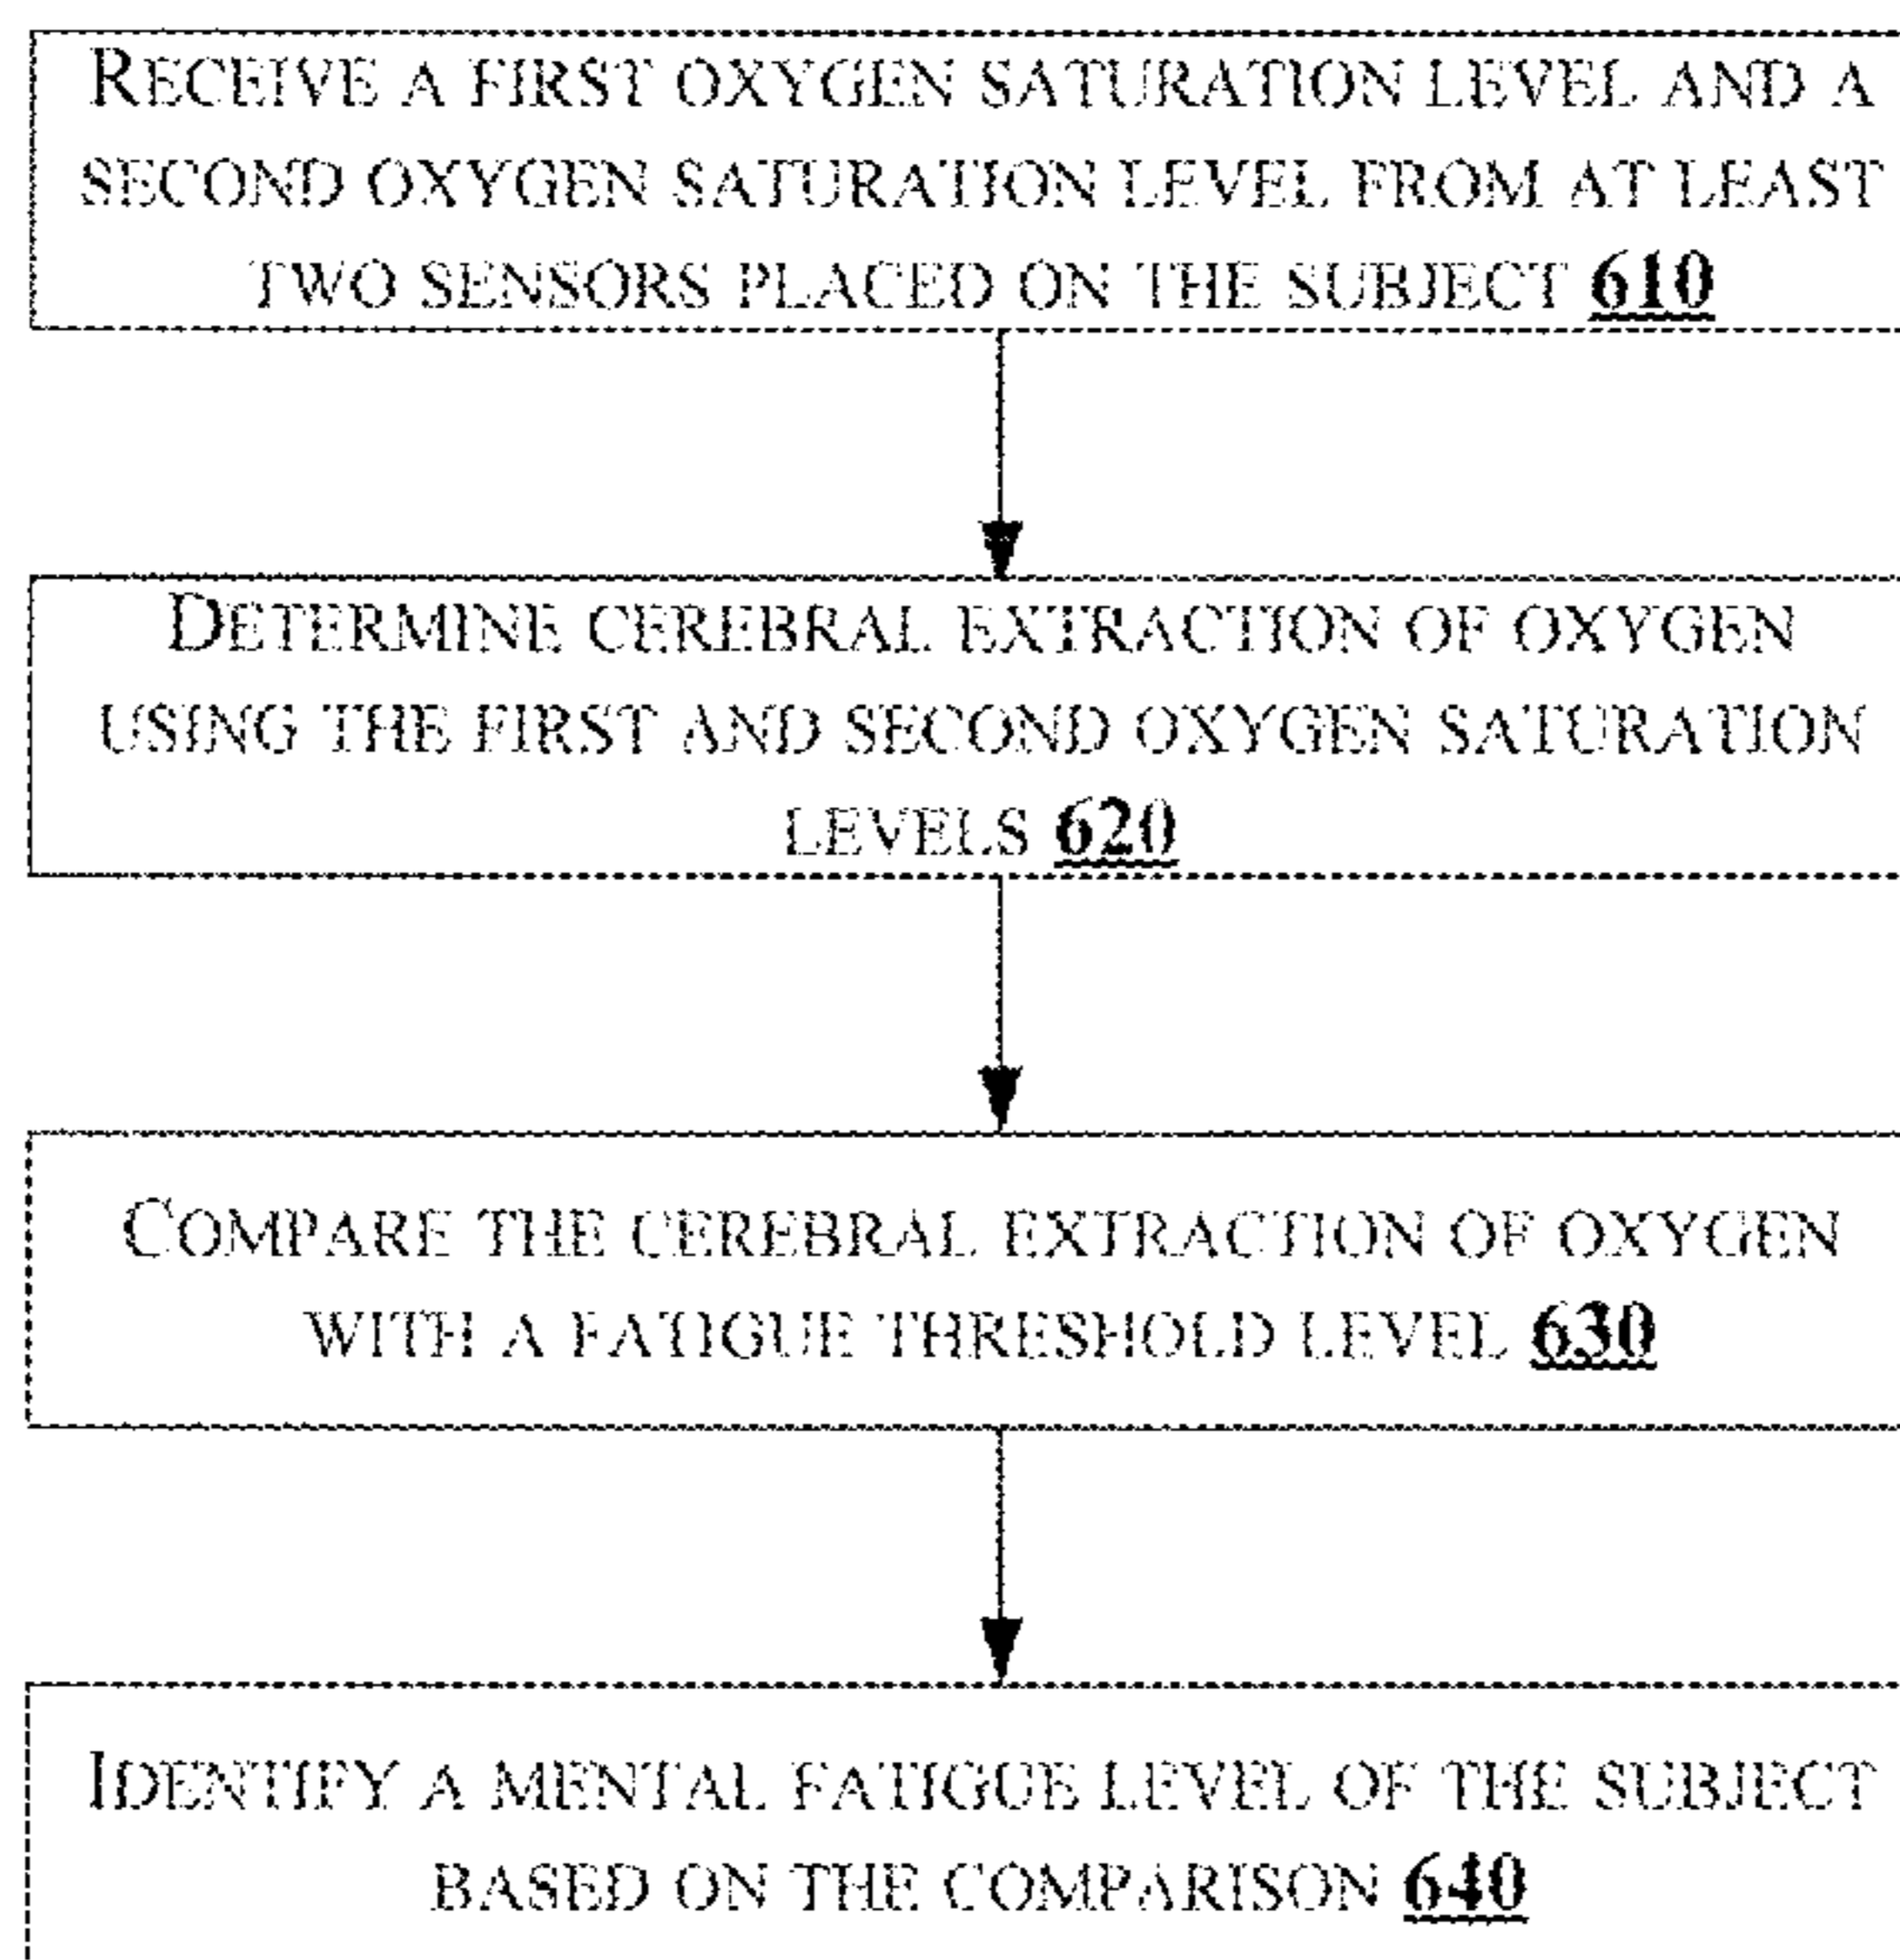 RECEIVE A FIRST OXYGEN SATURATION LEVEL AND A
SECOND OXYGEN SATURATION LEVEL FROM AT LEAST
TWO SENSORS PLACED ON THE SUBJECT 610
DETERMINE CEREBRAL EXTRACTION OF OXYGEN
USING THE FIRST AND SECOND OXYGEN SATURATION
LEVELS 620
COMPARE THE CEREBRAL EXTRACTION OF OXYGEN
WITH A FATIGUE THRESHOLD LEVEL 630
IDENTIFY A MENTAL FATIGUE LEVEL OF THE SUBJECT
BASED ON THE COMPARISON 640